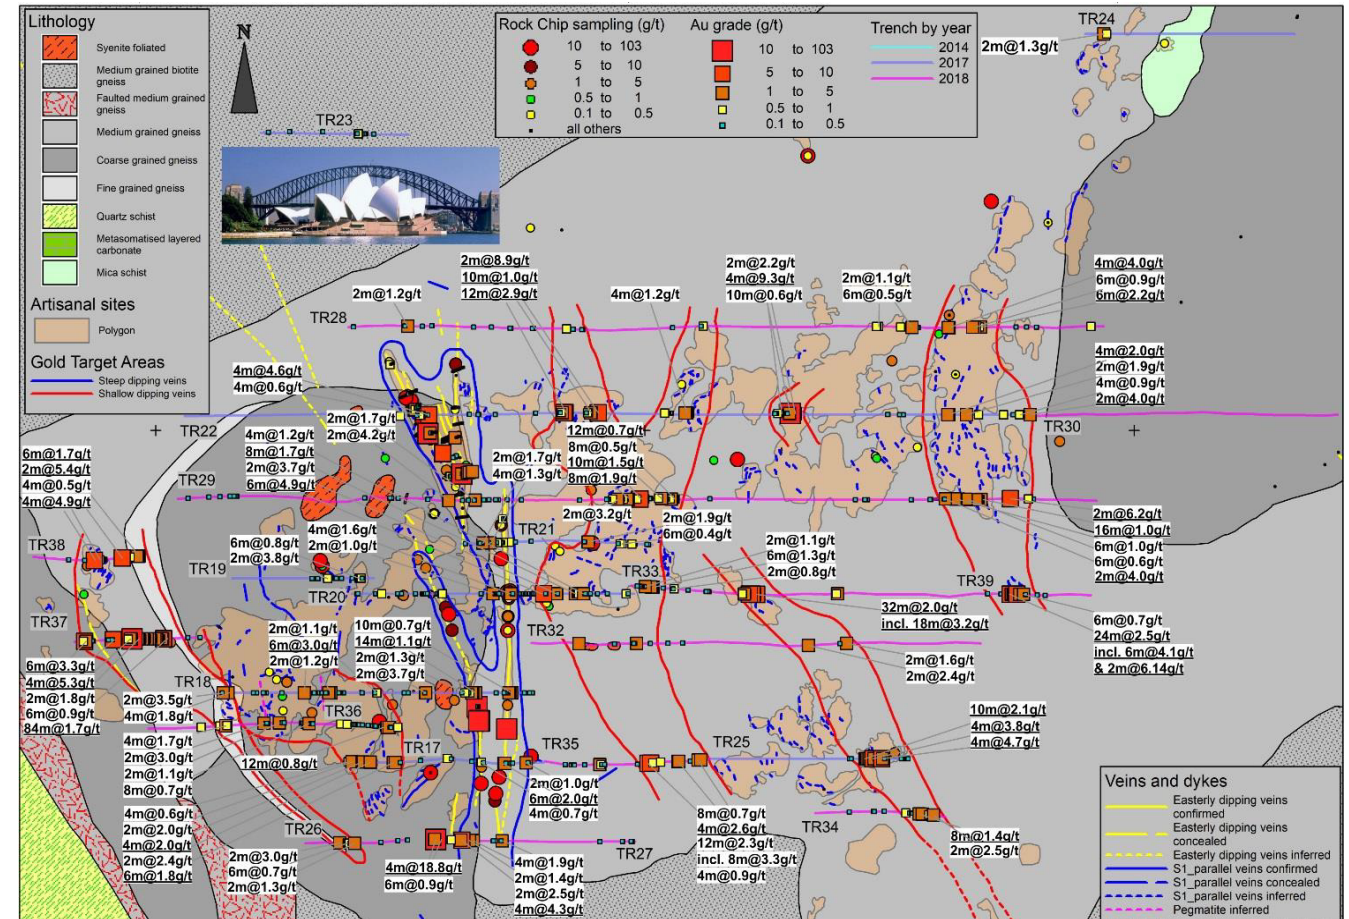 Lithology
Syenite foliated
Medium grained biotite
gneiss
Faulted medium grained
gneiss
Medium grained gneiss
Coarse grained gneiss
Fine grained gneiss
Quartz schist
Metasomatised layered
carbonate
Mica schist
Artisanal sites
Polygon
Gold Target Areas
Steep dipping veins
Shallow dipping veins
N
Rock Chip sampling (g/t)
10 to 103
5 to 10
1 to 5
0.5 to 1
0.1 to 0.5
all others
Au grade (g/t)
10 to 103
5 to 10
1 to 5
0.5 to 1
0.1 to 0.5
Trench by year
2014
2017
2018
TR24
2m@1.3g/t
TR23
2m@8.9g/t
10m@1.0g/t
12m@2.9g/t
2m@1.2g/t
4m@1.2g/t
2m@2.2g/t
4m@9.3g/t
10m@0.6g/t
2m@1.1g/t
6m@0.5g/t
4m@4.0g/t
6m@0.9g/t
6m@2.2g/t
TR28
4m@4.6g/t
4m@0.6g/t
4m@2.0g/t
2m@1.9g/t
4m@0.9g/t
2m@4.0g/t
TR22
2m@1.7g/t
2m@4.2g/t
12m@0.7g/t
8m@0.5g/t
10m@1.5g/t
8m@1.9g/t
TR30
4m@1.2g/t
8m@1.7g/t
2m@3.7g/t
6m@4.9g/t
2m@1.7g/t
4m@1.3g/t
6m@1.7g/t
2m@5.4g/t
4m@0.5g/t
4m@4.9g/t
TR29
2m@3.2g/t
2m@1.9g/t
6m@0.4g/t
2m@6.2g/t
16m@1.0g/t
6m@1.0g/t
6m@0.6g/t
2m@4.0g/t
TR38
4m@1.6g/t
2m@1.0g/t
TR21
6m@0.8g/t
2m@3.8g/t
2m@1.1g/t
6m@1.3g/t
2m@0.8g/t
TR19
TR20
TR33
TR39
32m@2.0g/t
incl. 18m@3.2g/t
6m@0.7g/t
24m@2.5g/t
incl. 6m@4.1g/t
& 2m@6.14g/t
TR37
2m@1.1g/t
6m@3.0g/t
2m@1.2g/t
10m@0.7g/t
14m@1.1g/t
2m@1.3g/t
2m@3.7g/t
TR32
2m@1.6g/t
2m@2.4g/t
6m@3.3g/t
4m@5.3g/t
2m@1.8g/t
6m@0.9g/t
84m@1.7g/t
TR18
2m@3.5g/t
4m@1.8g/t
TR36
10m@2.1g/t
4m@3.8g/t
4m@4.7g/t
4m@1.7g/t
2m@3.0g/t
2m@1.1g/t
8m@0.7g/t
12m@0.8g/t
TR17
TR35
TR25
2m@1.0g/t
6m@2.0g/t
4m@0.7g/t
4m@0.6g/t
2m@2.0g/t
4m@2.0g/t
2m@2.4g/t
6m@1.8g/t
TR26
8m@0.7g/t
4m@2.6g/t
12m@2.3g/t
incl. 8m@3.3g/t
4m@0.9g/t
TR34
8m@1.4g/t
2m@2.5g/t
2m@3.0g/t
6m@0.7g/t
2m@1.3g/t
4m@18.8g/t
6m@0.9g/t
TR27
4m@1.9g/t
2m@1.4g/t
2m@2.5g/t
4m@4.3g/t
Veins and dykes
Easterly dipping veins
confirmed
Easterly dipping veins
concealed
Easterly dipping veins inferred
S1_parallel veins confirmed
S1_parallel veins concealed
S1_parallel veins inferred
Pegmatite inferred